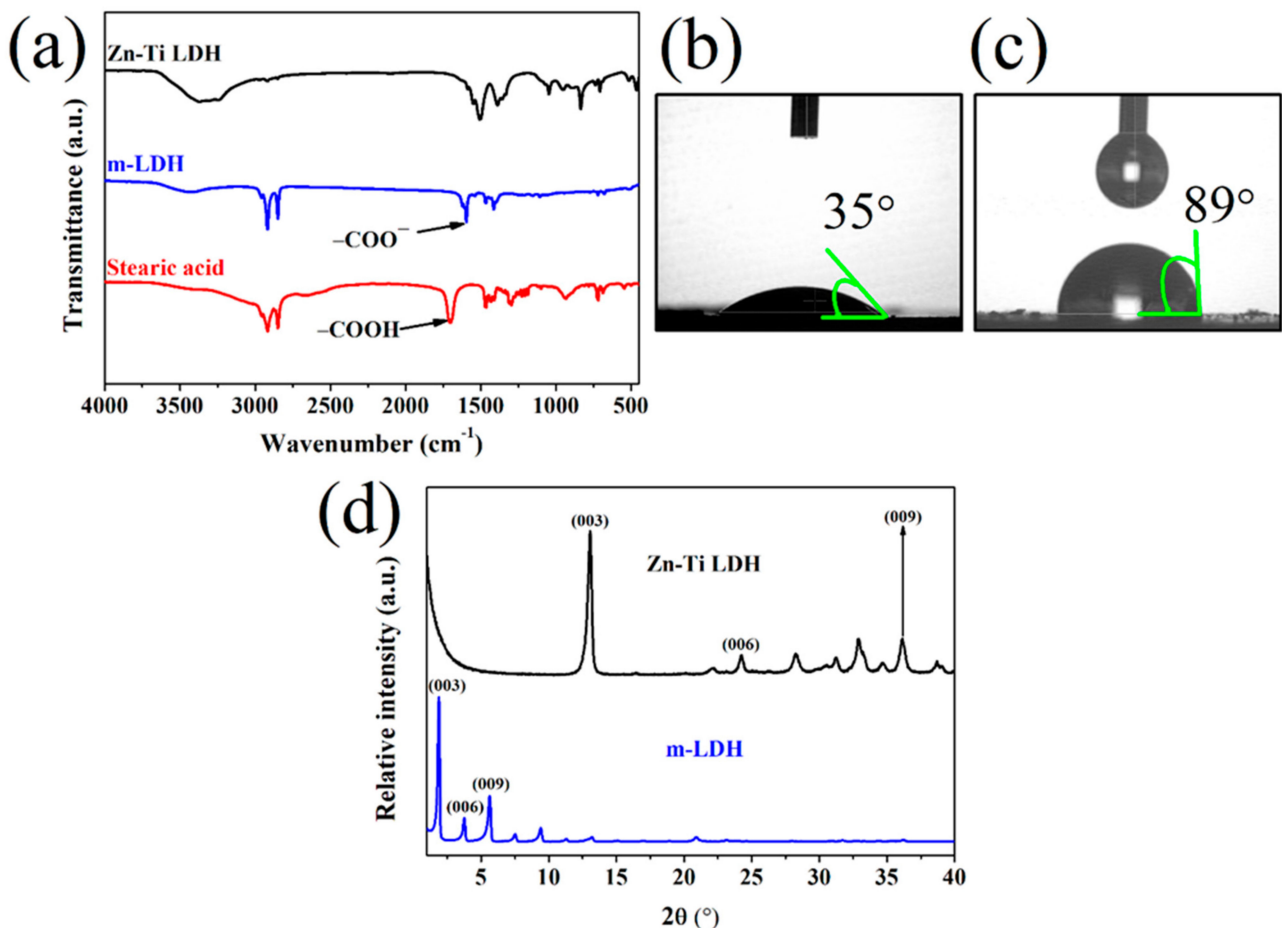 (a)
Zn-Ti LDH
m-LDH
–COO⁻
Stearic acid
–COOH
Transmittance (a.u.)
4000 3500 3000 2500 2000 1500 1000 500
Wavenumber (cm⁻¹)
(b)
35°
(c)
89°
(d)
(003)
(009)
Zn-Ti LDH
(006)
(003)
m-LDH
(009)
(006)
Relative intensity (a.u.)
5 10 15 20 25 30 35 40
2θ (°)